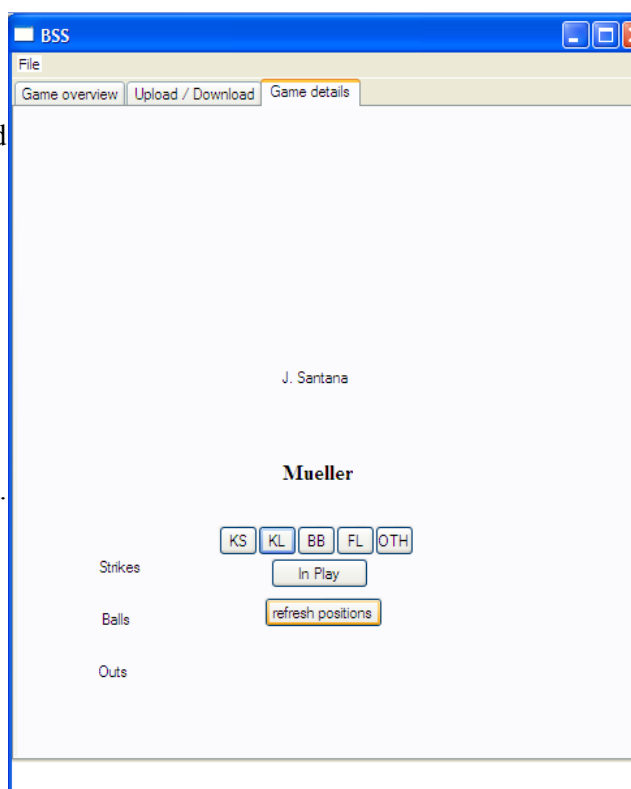 BSS
File
Game overview Upload / Download Game details
d
J. Santana
Mueller
.
KS KL BB FL OTH
Strikes
In Play
Balls
refresh positions
Outs